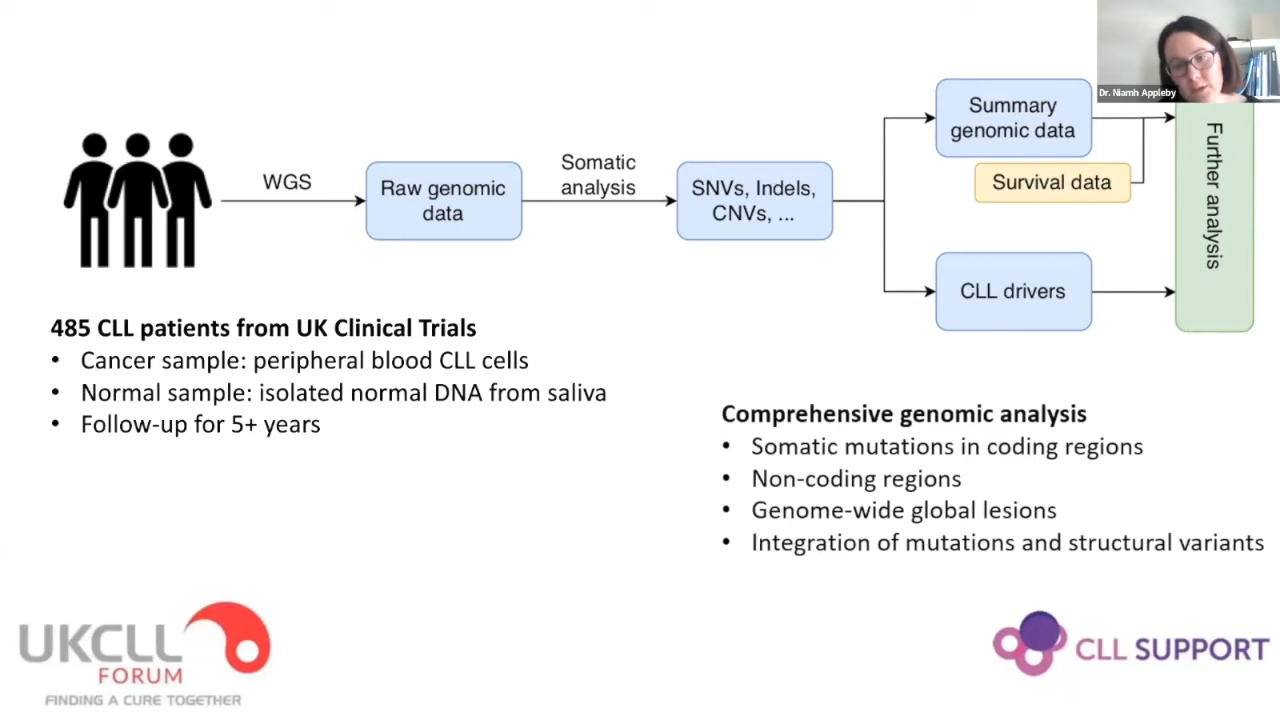 Dr. Niamh Appleby
WGS
Raw genomic
data
Somatic
analysis
SNVs, Indels,
CNVs, ...
Summary
genomic data
Survival data
CLL drivers
Further analysis
485 CLL patients from UK Clinical Trials
• Cancer sample: peripheral blood CLL cells
• Normal sample: isolated normal DNA from saliva
• Follow-up for 5+ years
Comprehensive genomic analysis
• Somatic mutations in coding regions
• Non-coding regions
• Genome-wide global lesions
• Integration of mutations and structural variants
UKCLL
FORUM
FINDING A CURE TOGETHER
CLL SUPPORT